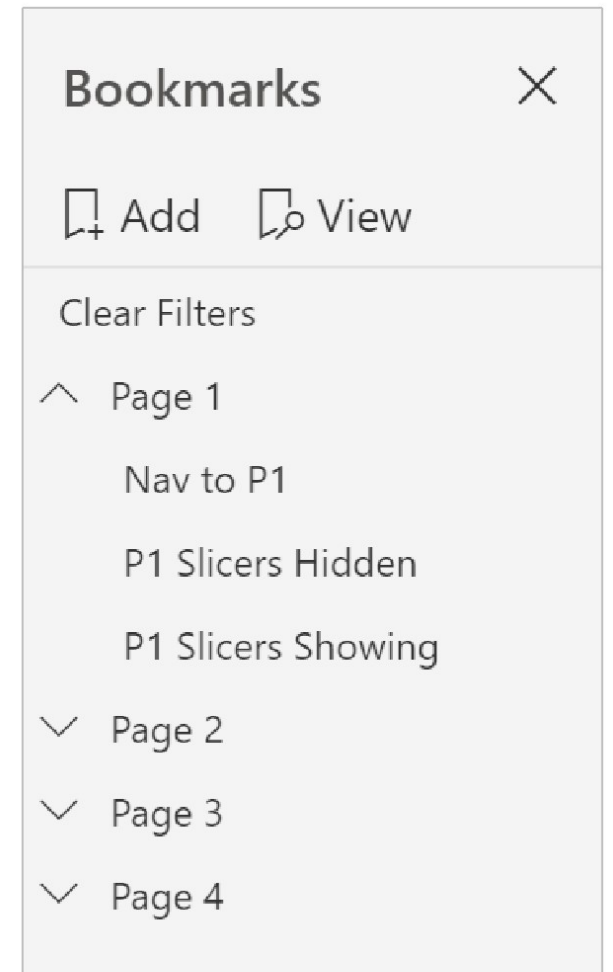 Bookmarks
Add View
Clear Filters
Page 1
Nav to P1
P1 Slicers Hidden
P1 Slicers Showing
Page 2
Page 3
Page 4